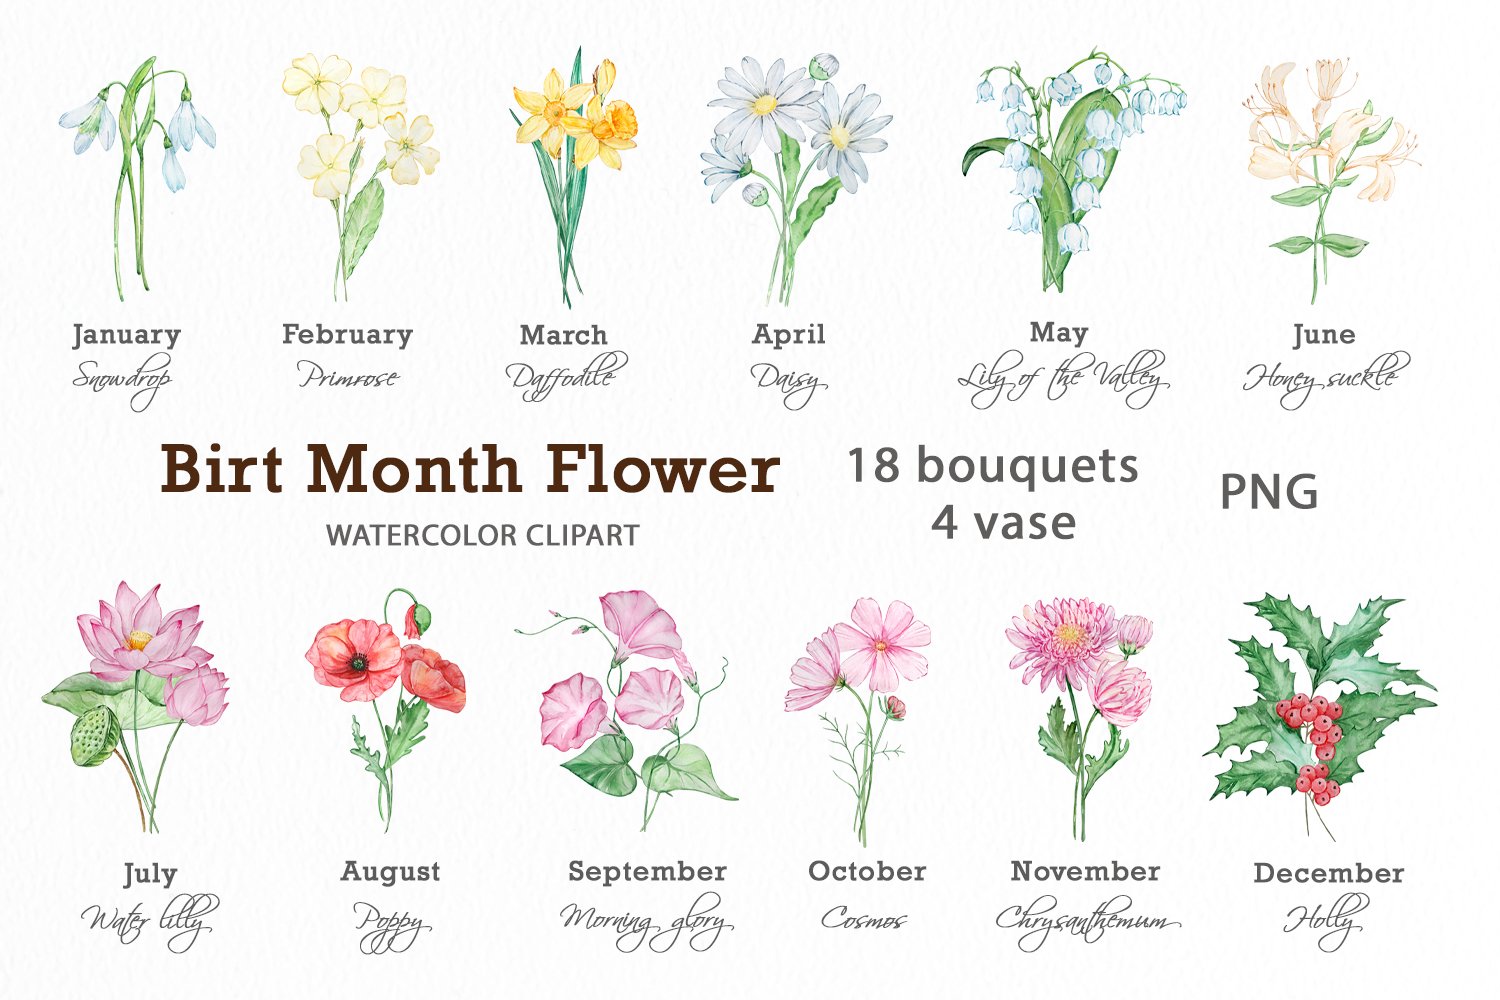 January
Snowdrop
February
Primrose
March
Daffodile
April
Daisy
May
Lily of the Valley
June
Honey suckle
Birt Month Flower
WATERCOLOR CLIPART
18 bouquets
4 vase
PNG
July
Water lilly
August
Poppy
September
Morning glory
October
Cosmos
November
Chrysanthemum
December
Holly